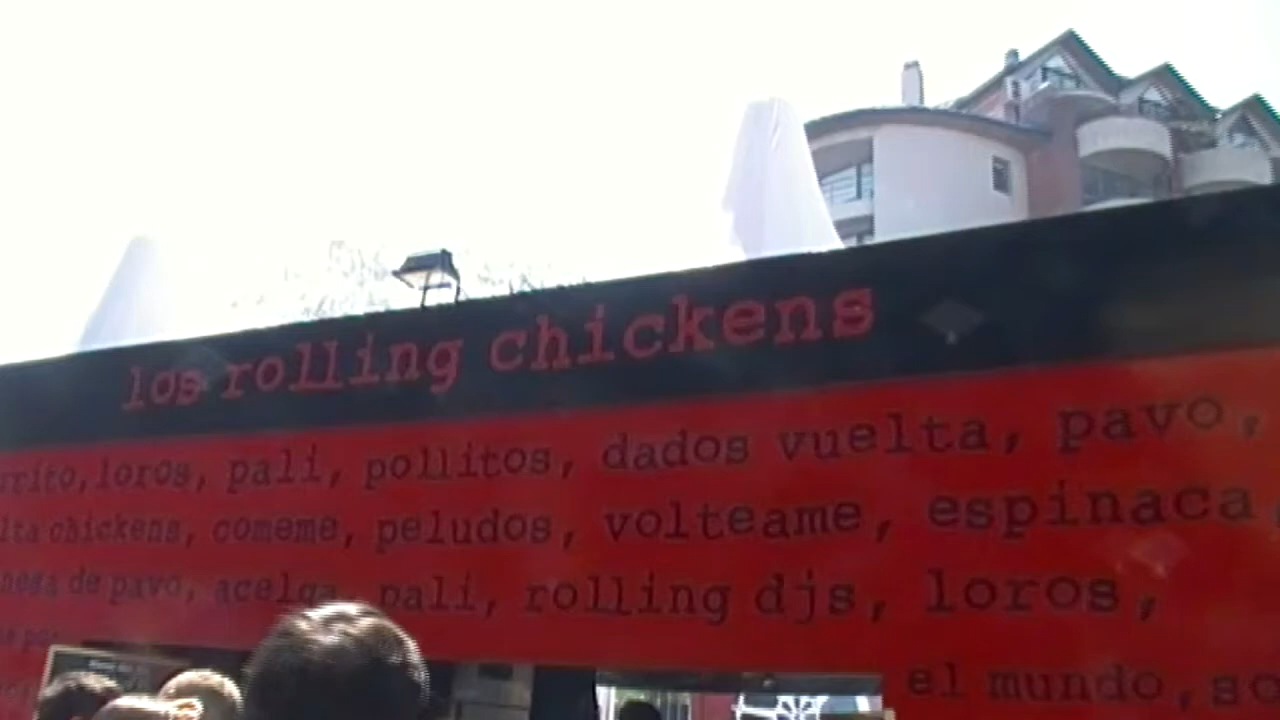 los rolling chickens
rrito, loros, pali, pollitos, dados vuelta, pavo,
lta chickens, comeme, peludos, volteame, espinaca,
nesa de pavo, acelga, pali, rolling djs, loros,
el mundo, so